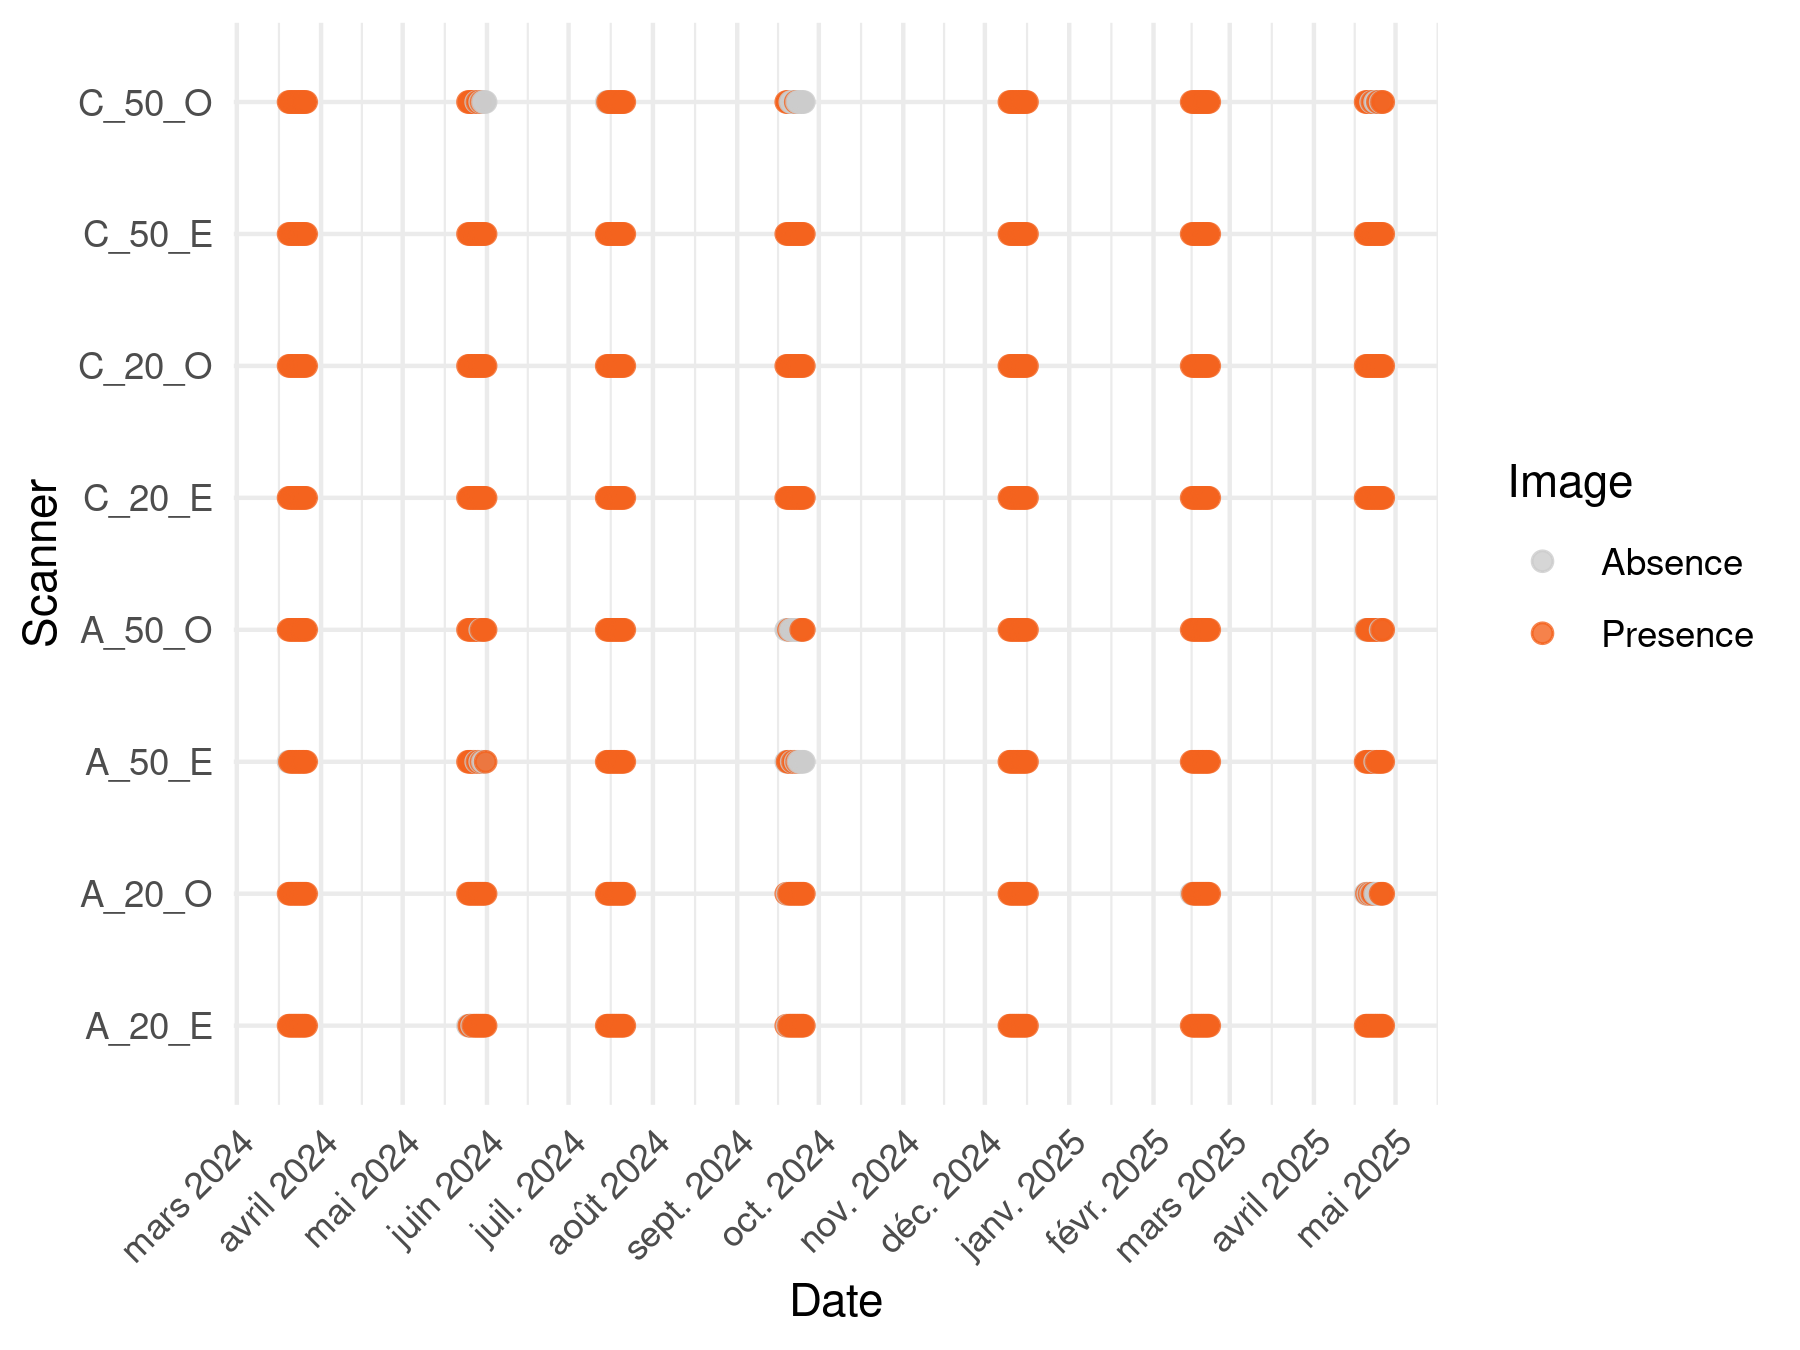 C_50_O
C_50_E
C_20_O
C_20_E
A_50_O
A_50_E
A_20_O
A_20_E
Scanner
mars 2024
avril 2024
mai 2024
juin 2024
juil. 2024
août 2024
sept. 2024
oct. 2024
nov. 2024
déc. 2024
janv. 2025
févr. 2025
mars 2025
avril 2025
mai 2025
Date
Image
Absence
Presence